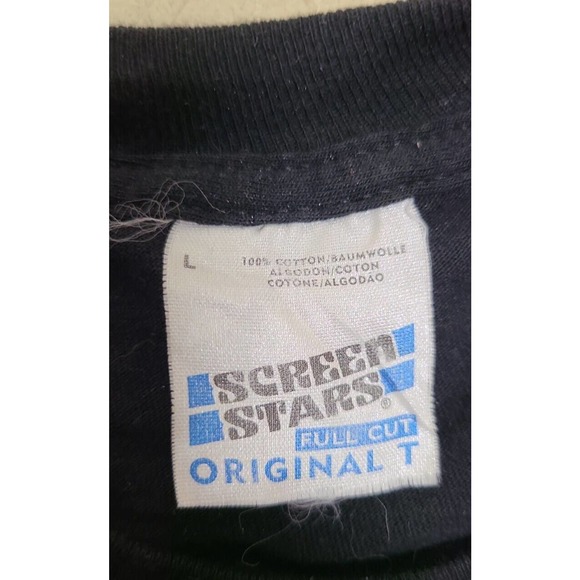 L
100% COTTON/BAUMWOLLE
ALGODON/COTON
COTONE/ALGODAO
SCREEN
STARS®
FULL CUT
ORIGINAL T